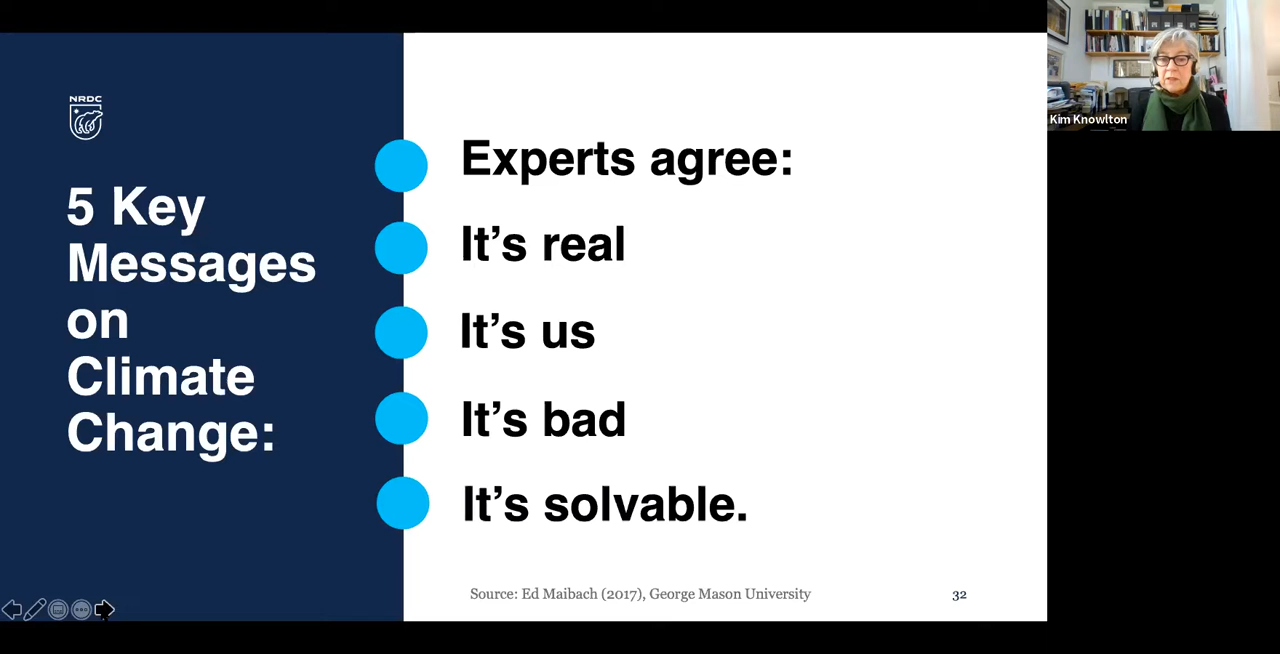 NRDC
5 Key
Messages
on
Climate
Change:
Experts agree:
It’s real
It’s us
It’s bad
It’s solvable.
Source: Ed Maibach (2017), George Mason University
32
Kim Knowlton